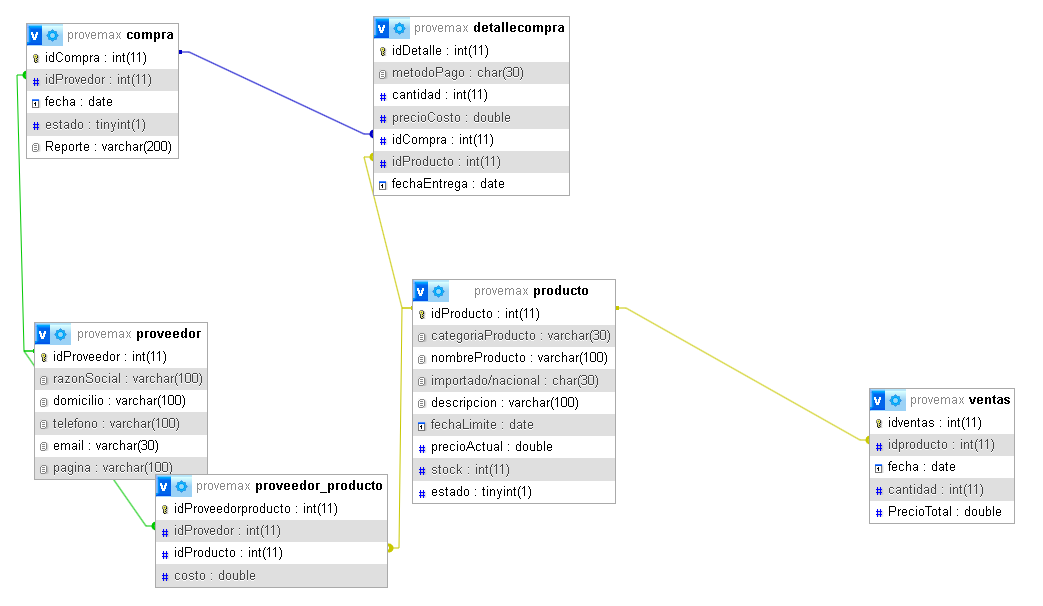 provemax compra
idCompra : int(11)
idProvedor : int(11)
fecha : date
estado : tinyint(1)
Reporte : varchar(200)
provemax detallecompra
idDetalle : int(11)
metodoPago : char(30)
cantidad : int(11)
precioCosto : double
idCompra : int(11)
idProducto : int(11)
fechaEntrega : date
provemax producto
idProducto : int(11)
categoriaProducto : varchar(30)
nombreProducto : varchar(100)
importado/nacional : char(30)
descripcion : varchar(100)
fechaLimite : date
precioActual : double
stock : int(11)
estado : tinyint(1)
provemax proveedor
idProveedor : int(11)
razonSocial : varchar(100)
domicilio : varchar(100)
telefono : varchar(100)
email : varchar(30)
pagina : varchar(100)
provemax ventas
idventas : int(11)
idproducto : int(11)
fecha : date
cantidad : int(11)
PrecioTotal : double
provemax proveedor_producto
idProveedorproducto : int(11)
idProvedor : int(11)
idProducto : int(11)
costo : double